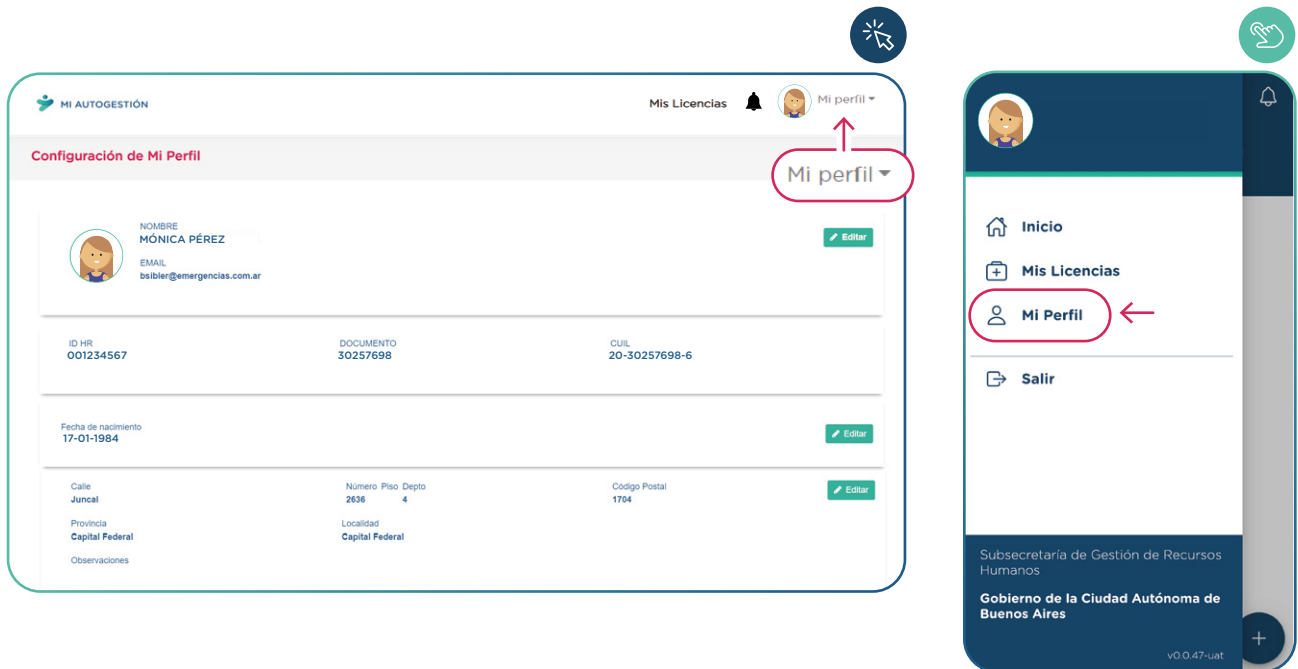 MI AUTOGESTIÓN
Mis Licencias
Mi perfil
Configuración de Mi Perfil
Mi perfil
NOMBRE
MÓNICA PÉREZ
Editar
EMAIL
bsibler@emergencias.com.ar
ID HR DOCUMENTO CUIL
001234567 30257698 20-30257698-6
Fecha de nacimiento
17-01-1984
Editar
Calle Número Piso Depto Código Postal
Juncal 2636 4 1704
Editar
Provincia Localidad
Capital Federal Capital Federal
Observaciones
Inicio
Mis Licencias
Mi Perfil
Salir
Subsecretaría de Gestión de Recursos
Humanos
Gobierno de la Ciudad Autónoma de
Buenos Aires
v0.0.47-uat